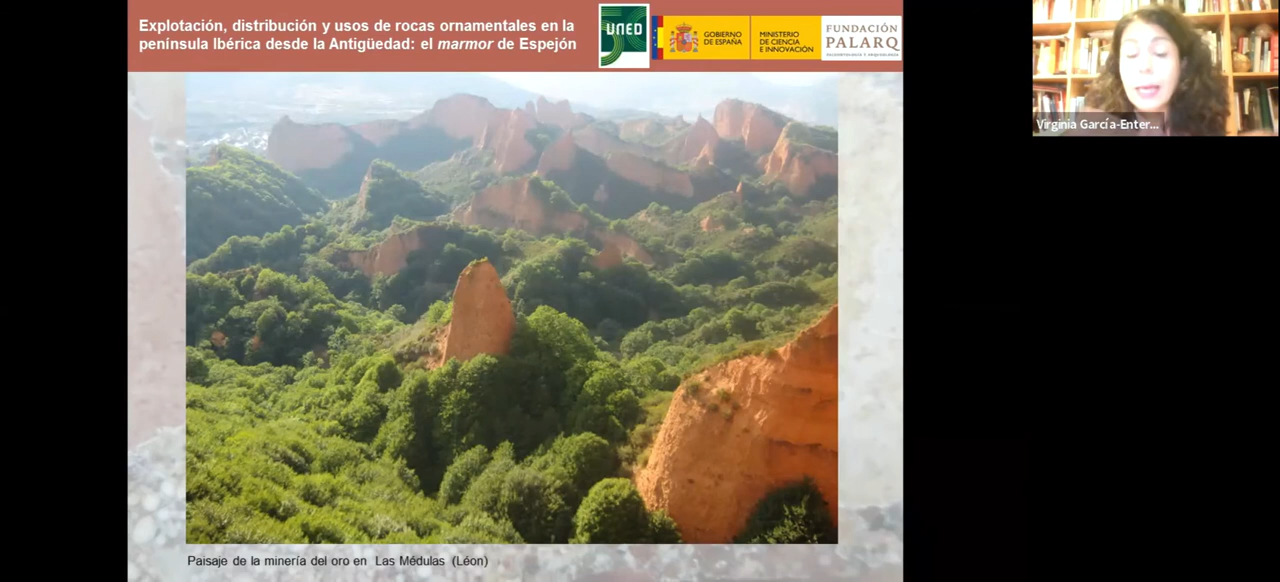 Explotación, distribución y usos de rocas ornamentales en la
península Ibérica desde la Antigüedad: el marmor de Espejón
UNED
GOBIERNO
DE ESPAÑA
MINISTERIO
DE CIENCIA
E INNOVACIÓN
FUNDACIÓN
PALARQ
PALEONTOLOGÍA Y ARQUEOLOGÍA
Virginia García-Enter...
Paisaje de la minería del oro en Las Médulas (Léon)